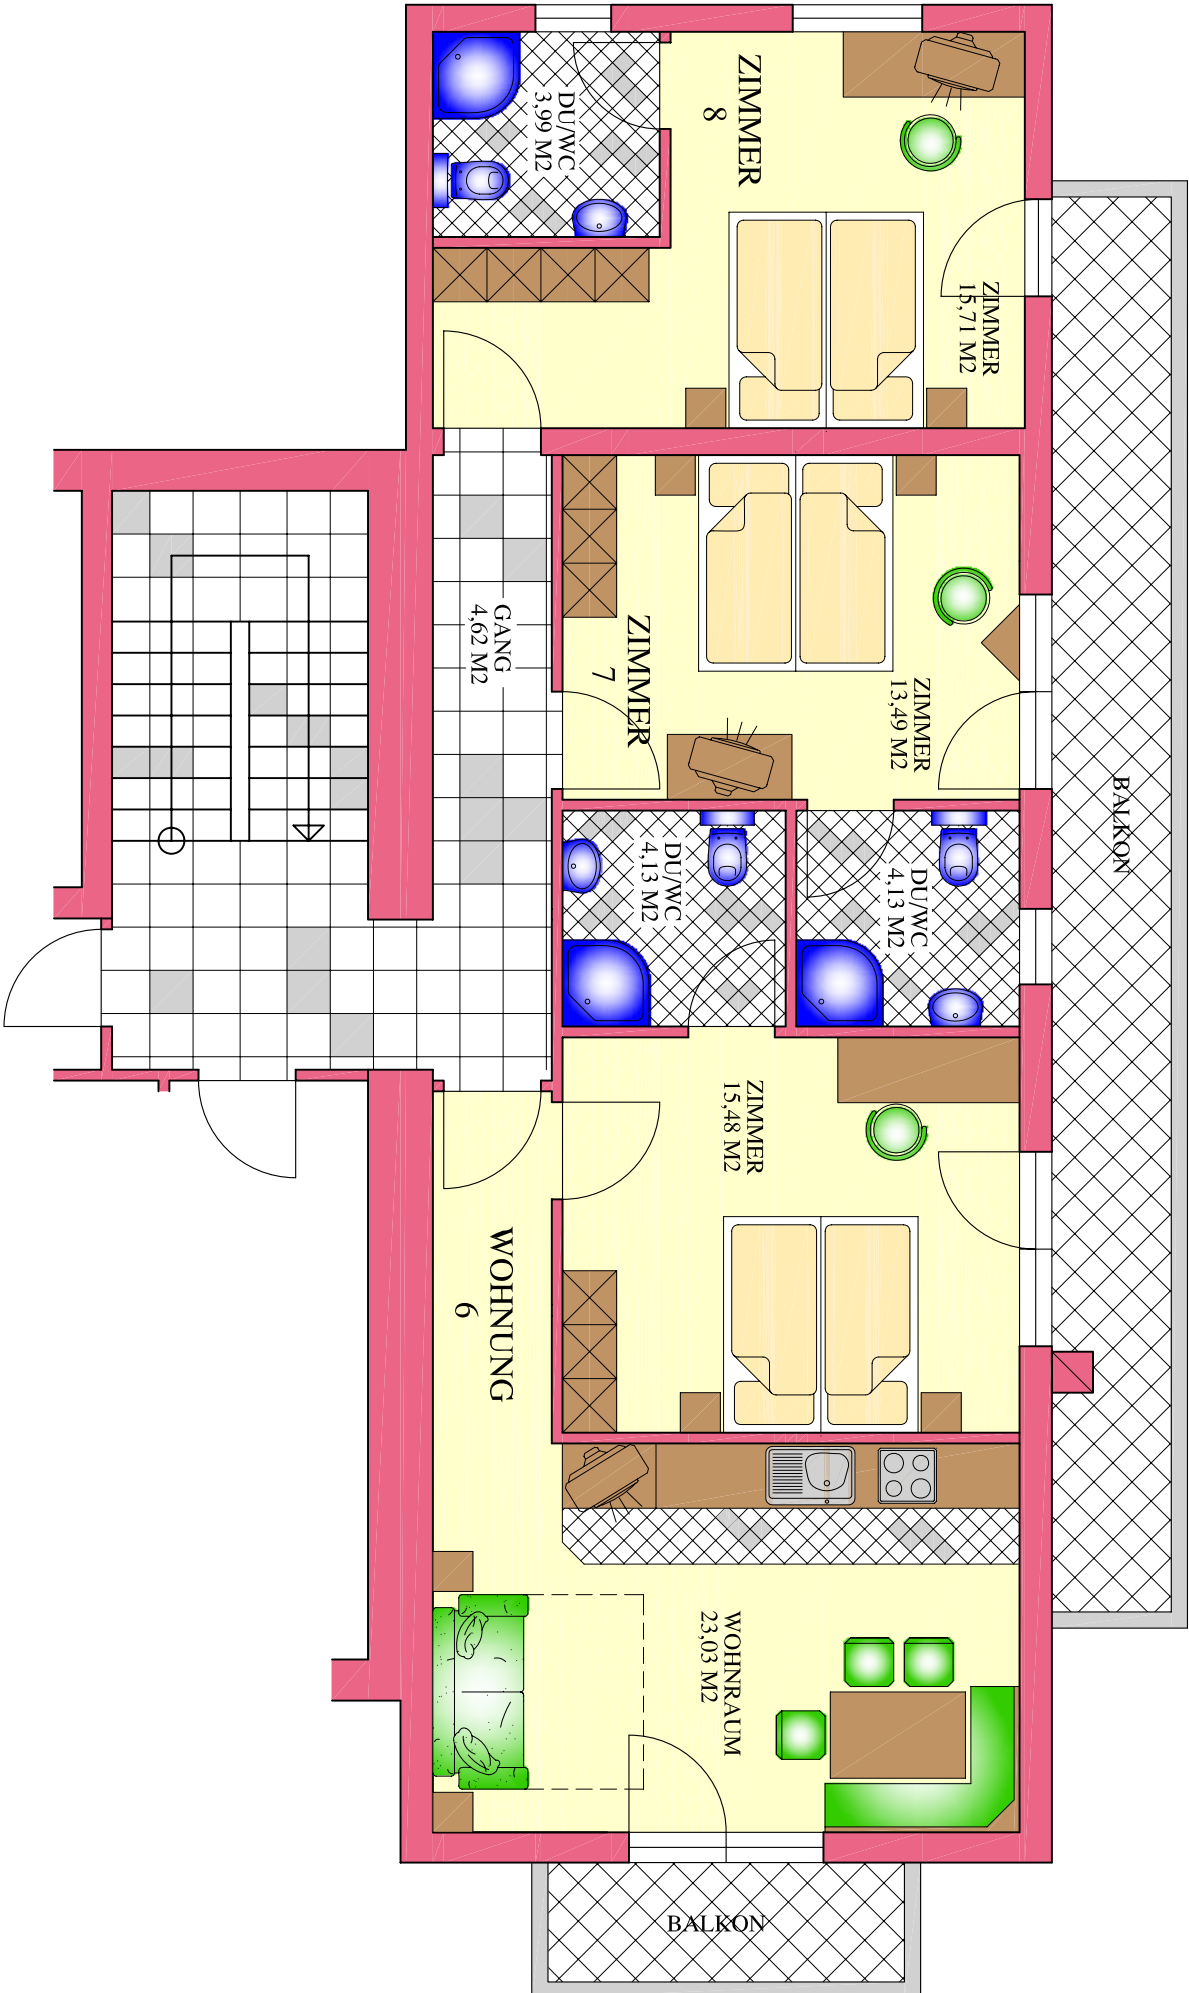 DU/WC
3,99 M2
ZIMMER
8
ZIMMER
15,71 M2
GANG
4,62 M2
ZIMMER
7
ZIMMER
13,49 M2
BALKON
DU/WC
4,13 M2
DU/WC
4,13 M2
ZIMMER
15,48 M2
WOHNUNG
6
WOHNRAUM
23,03 M2
BALKON